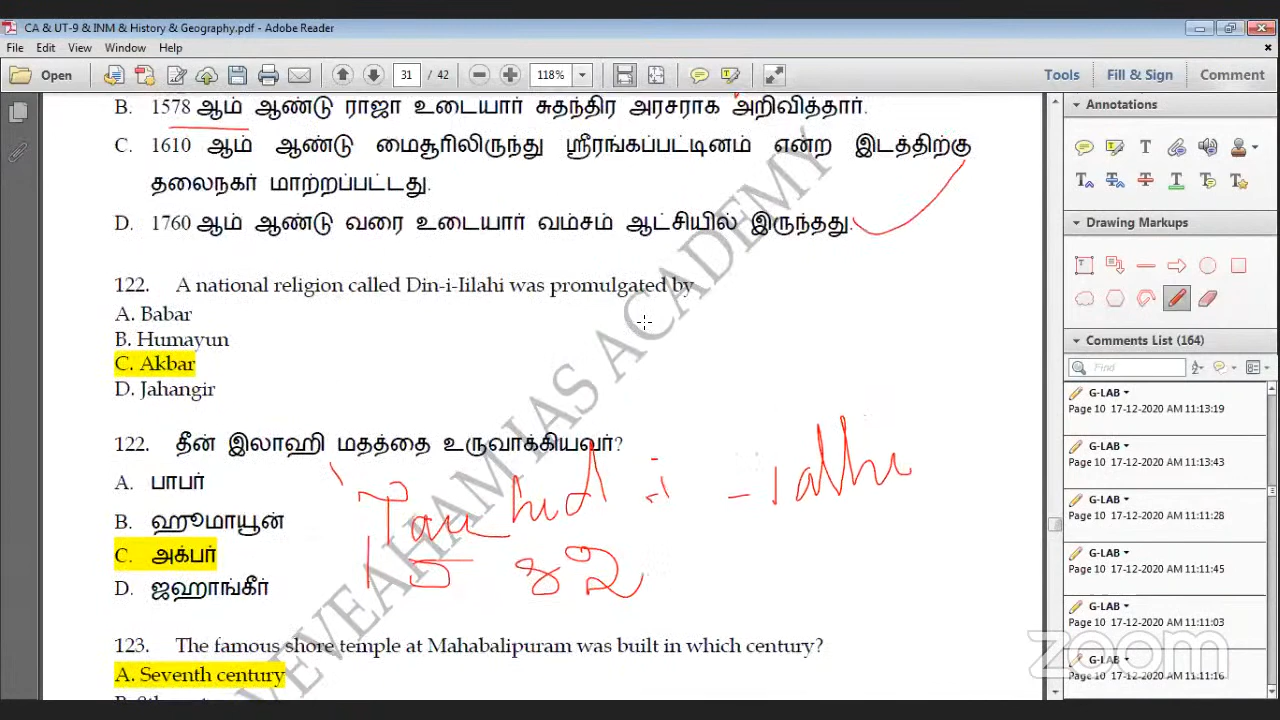 CA & UT-9 & INM & History & Geography.pdf - Adobe Reader
File Edit View Window Help
Open 31 / 42 118% Tools Fill & Sign Comment
B. 1578 ஆம் ஆண்டு ராஜா உடையார் சுதந்திர அரசராக அறிவித்தார்.
C. 1610 ஆம் ஆண்டு மைசூரிலிருந்து ஸ்ரீரங்கப்பட்டினம் என்ற இடத்திற்கு
தலைநகர் மாற்றப்பட்டது.
D. 1760 ஆம் ஆண்டு வரை உடையார் வம்சம் ஆட்சியில் இருந்தது.
122. A national religion called Din-i-Iilahi was promulgated by
A. Babar
B. Humayun
C. Akbar
D. Jahangir
122. தீன் இலாஹி மதத்தை உருவாக்கியவர்?
A. பாபர்
B. ஹூமாயூன்
C. அக்பர்
D. ஜஹாங்கீர்
Tauhid -i -Ialhi
1582
123. The famous shore temple at Mahabalipuram was built in which century?
A. Seventh century
VEVEAHAM IAS ACADEMY
Annotations
Drawing Markups
Comments List (164)
Find
G-LAB
Page 10 17-12-2020 AM 11:13:19
G-LAB
Page 10 17-12-2020 AM 11:13:43
G-LAB
Page 10 17-12-2020 AM 11:11:28
G-LAB
Page 10 17-12-2020 AM 11:11:45
G-LAB
Page 10 17-12-2020 AM 11:11:03
G-LAB
Page 10 17-12-2020 AM 11:11:16
zoom